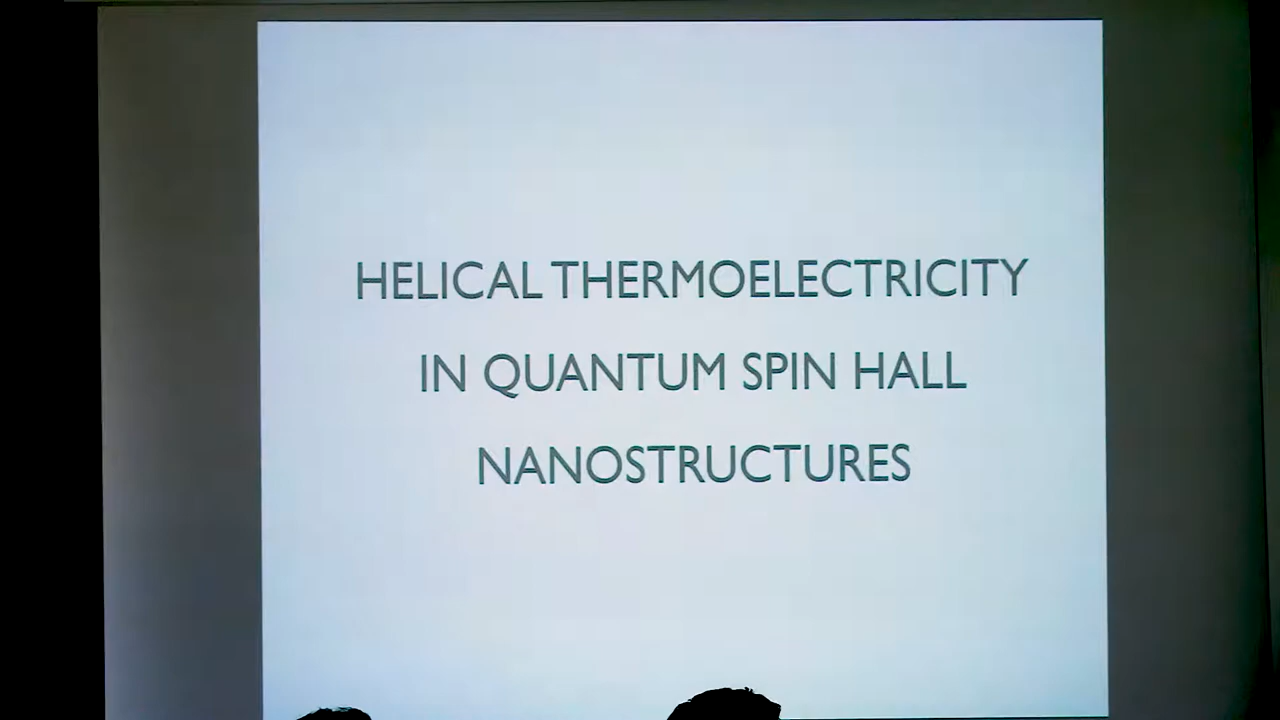 HELICAL THERMOELECTRICITY
IN QUANTUM SPIN HALL
NANOSTRUCTURES